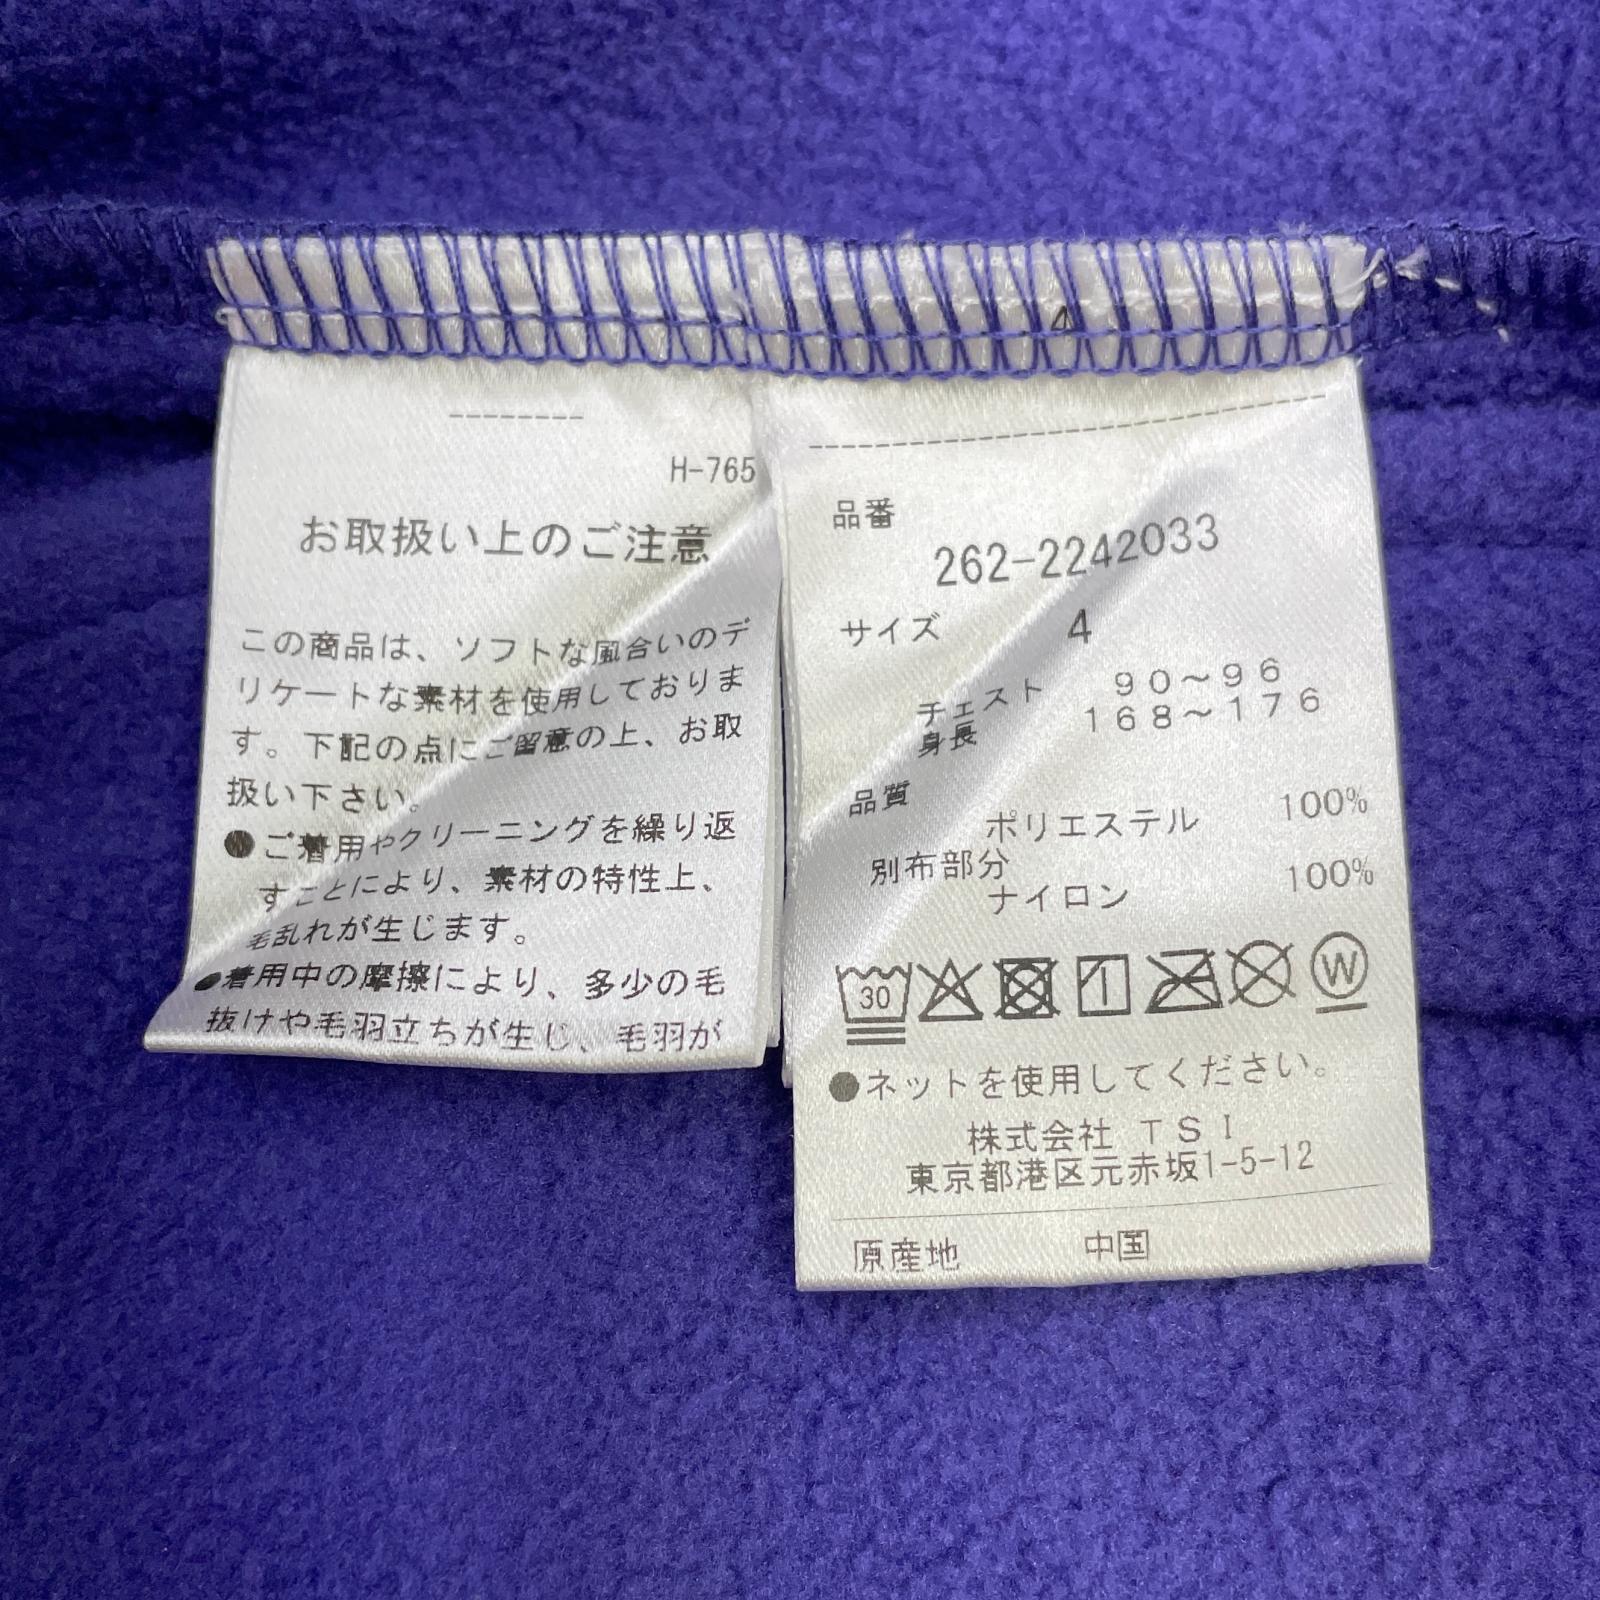 H-765
お取扱い上のご注意
この商品は、ソフトな風合いのデ
リケートな素材を使用しておりま
す。下記の点にご留意の上、お取
扱い下さい。
●ご着用やクリーニングを繰り返
すことにより、素材の特性上、
毛乱れが生じます。
●着用中の摩擦により、多少の毛
抜けや毛羽立ちが生じ、毛羽が
4
品番
262-2242033
サイズ 4
チェスト 90～96
身長 168～176
品質
ポリエステル 100%
別布部分
ナイロン 100%
30 W
●ネットを使用してください。
株式会社 TSI
東京都港区元赤坂1-5-12
原産地 中国